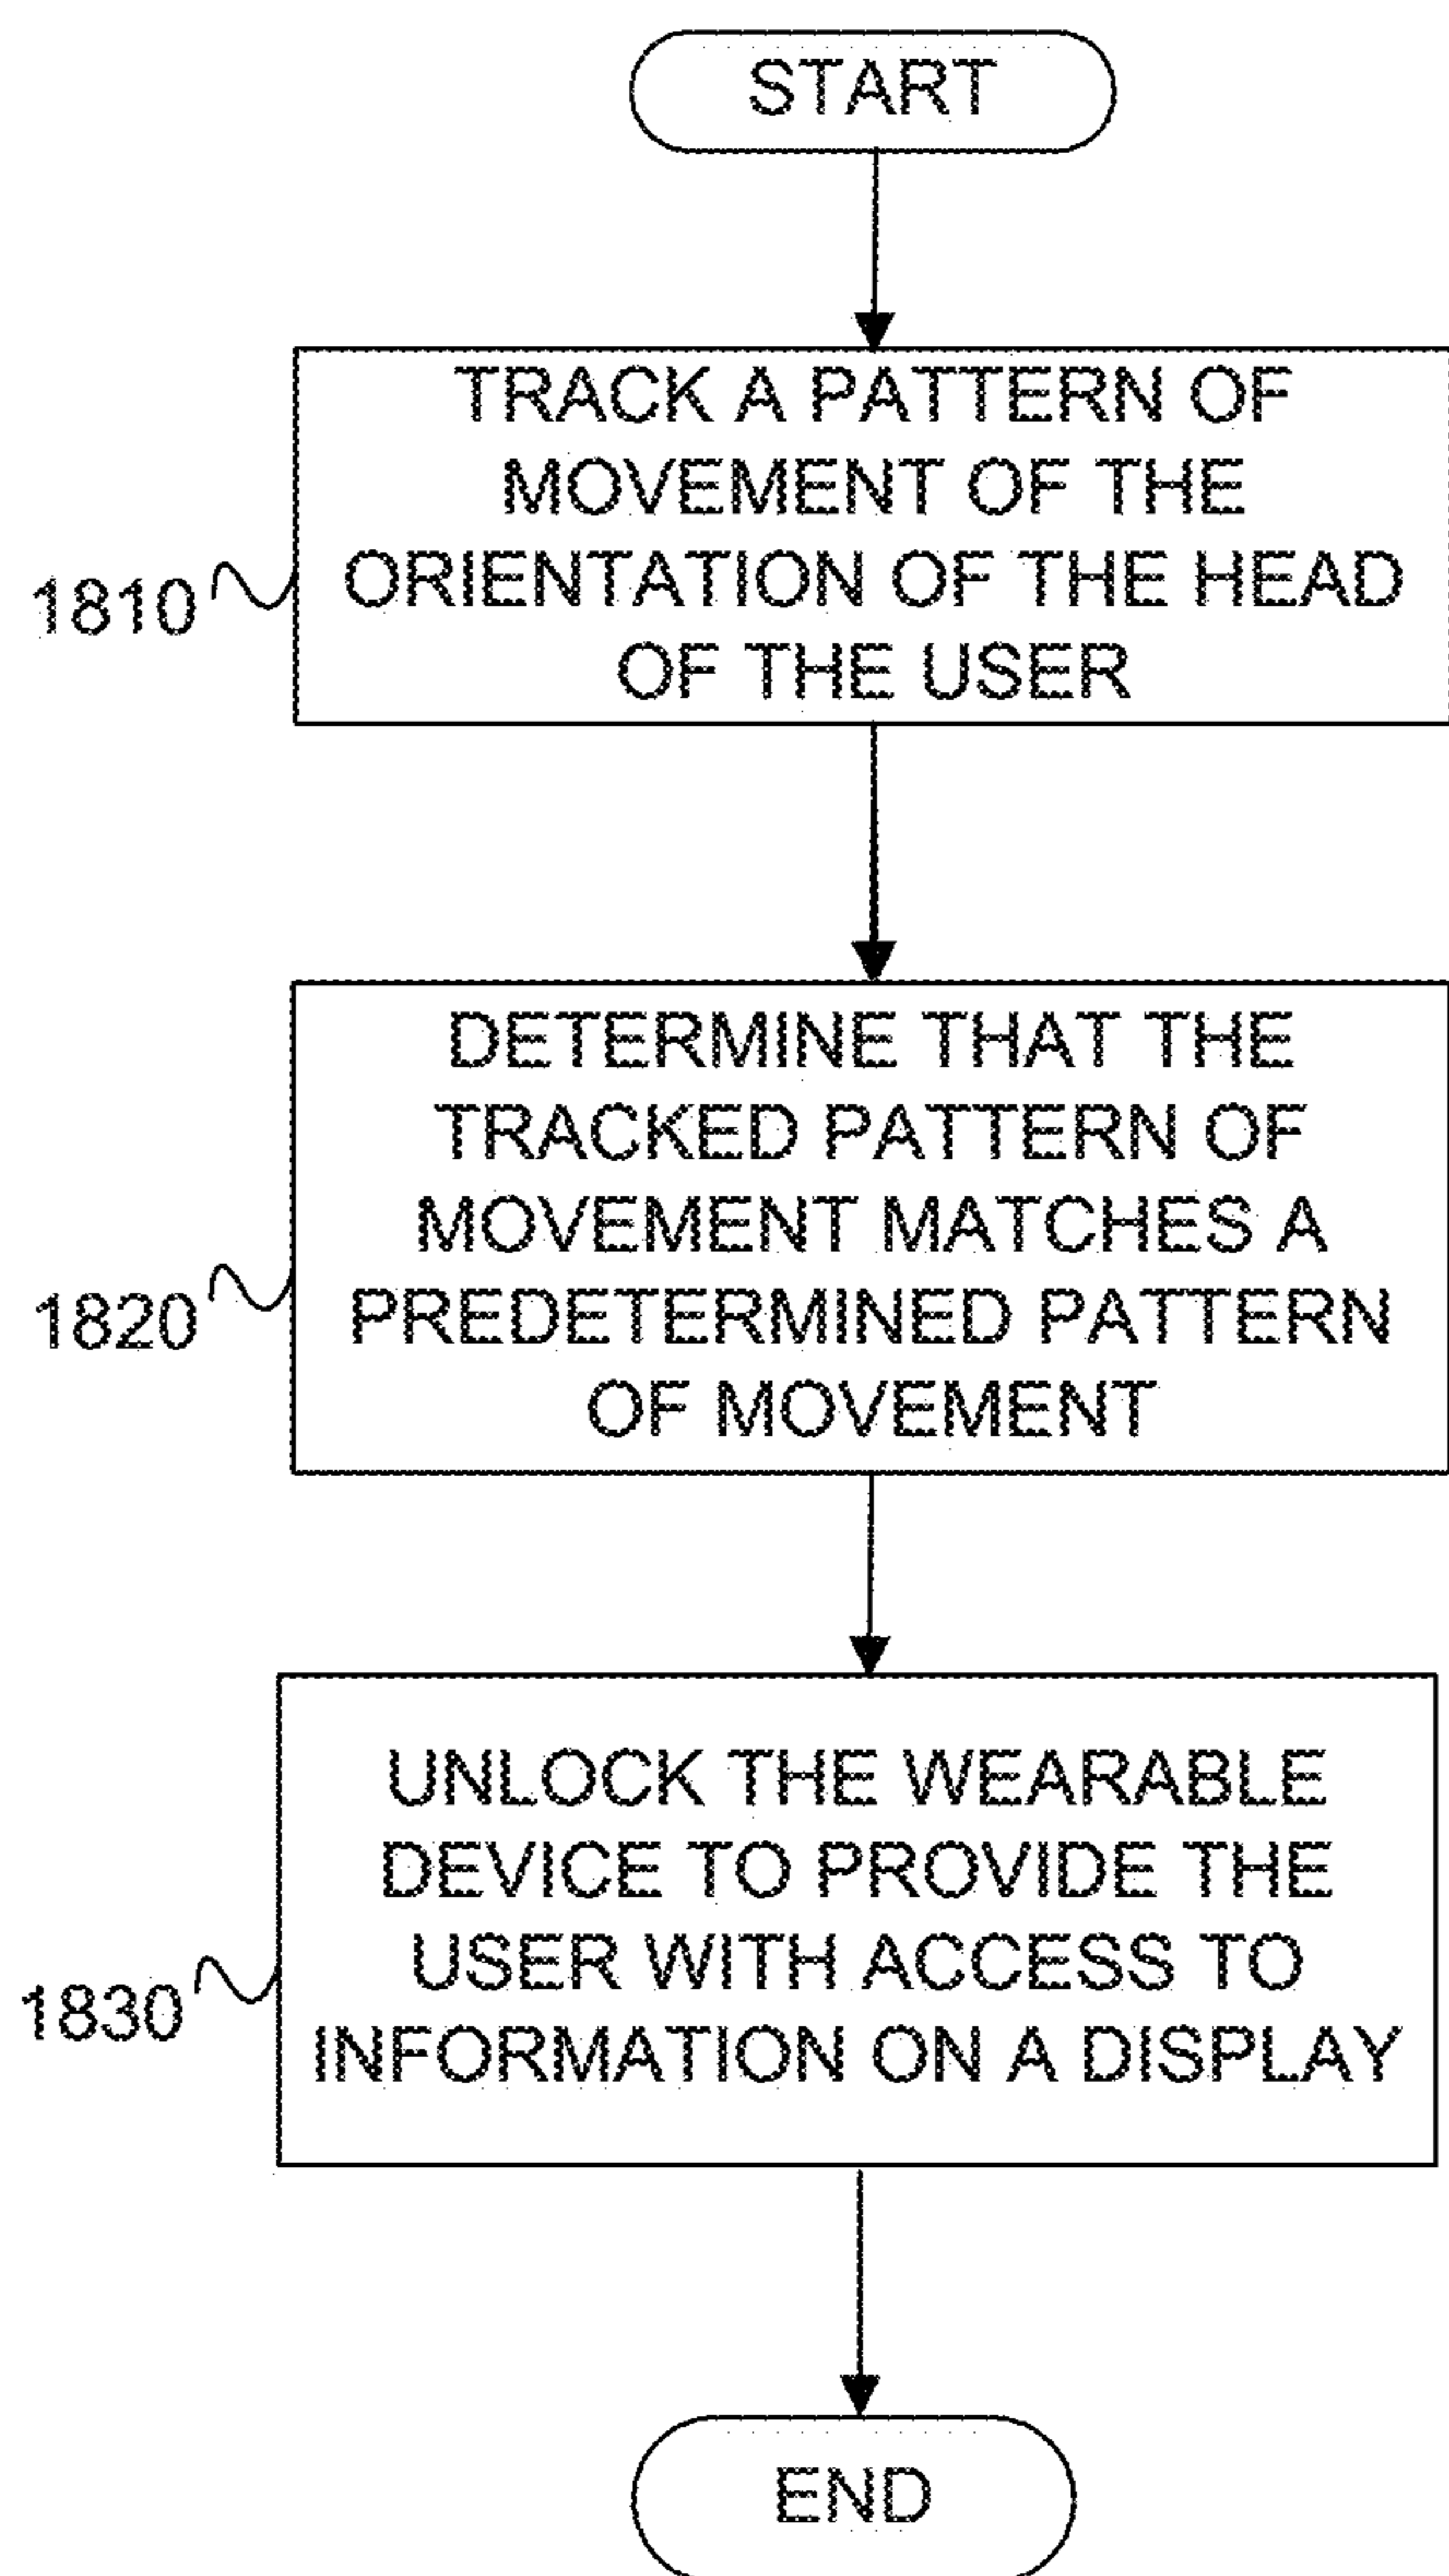 START
TRACK A PATTERN OF
MOVEMENT OF THE
ORIENTATION OF THE HEAD
OF THE USER
1810
DETERMINE THAT THE
TRACKED PATTERN OF
MOVEMENT MATCHES A
PREDETERMINED PATTERN
OF MOVEMENT
1820
UNLOCK THE WEARABLE
DEVICE TO PROVIDE THE
USER WITH ACCESS TO
INFORMATION ON A DISPLAY
1830
END